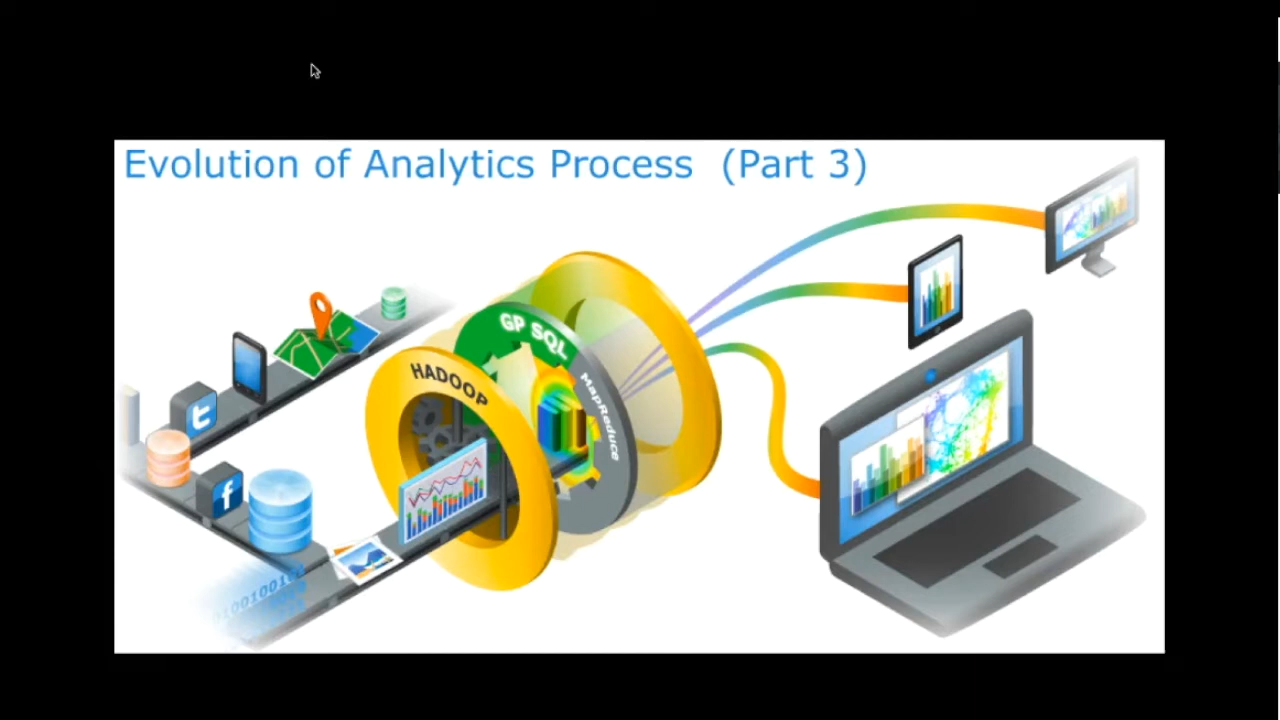 Evolution of Analytics Process (Part 3)
HADOOP
GP SQL
MapReduce